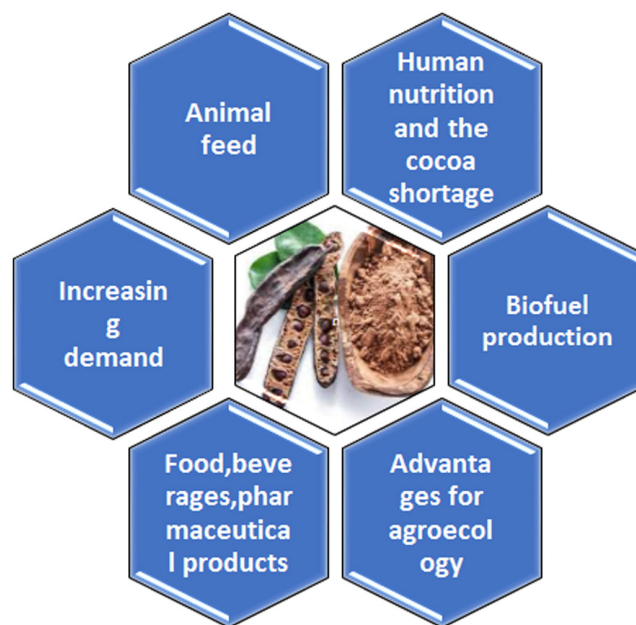 Animal
feed
Human
nutrition
and the
cocoa
shortage
Increasin
g
demand
Biofuel
production
Food,beve
rages,phar
maceutica
l products
Advanta
ges for
agroecol
ogy